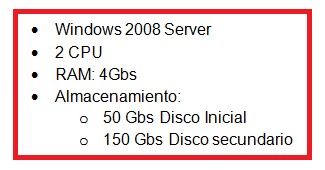 • Windows 2008 Server
• 2 CPU
• RAM: 4Gbs
• Almacenamiento:
o 50 Gbs Disco Inicial
o 150 Gbs Disco secundario